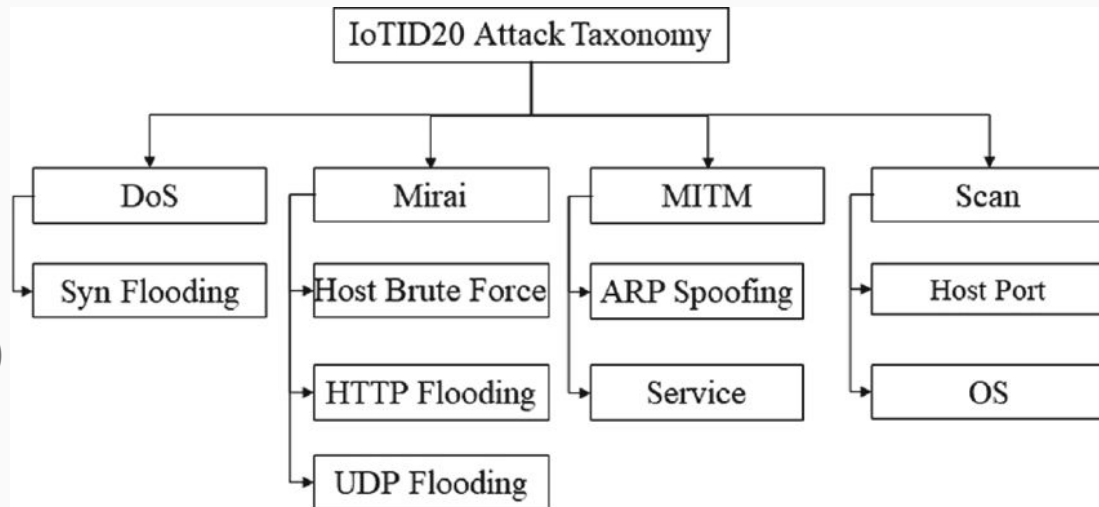 IoTID20 Attack Taxonomy
DoS
Mirai
MITM
Scan
Syn Flooding
Host Brute Force
ARP Spoofing
Host Port
HTTP Flooding
Service
OS
UDP Flooding